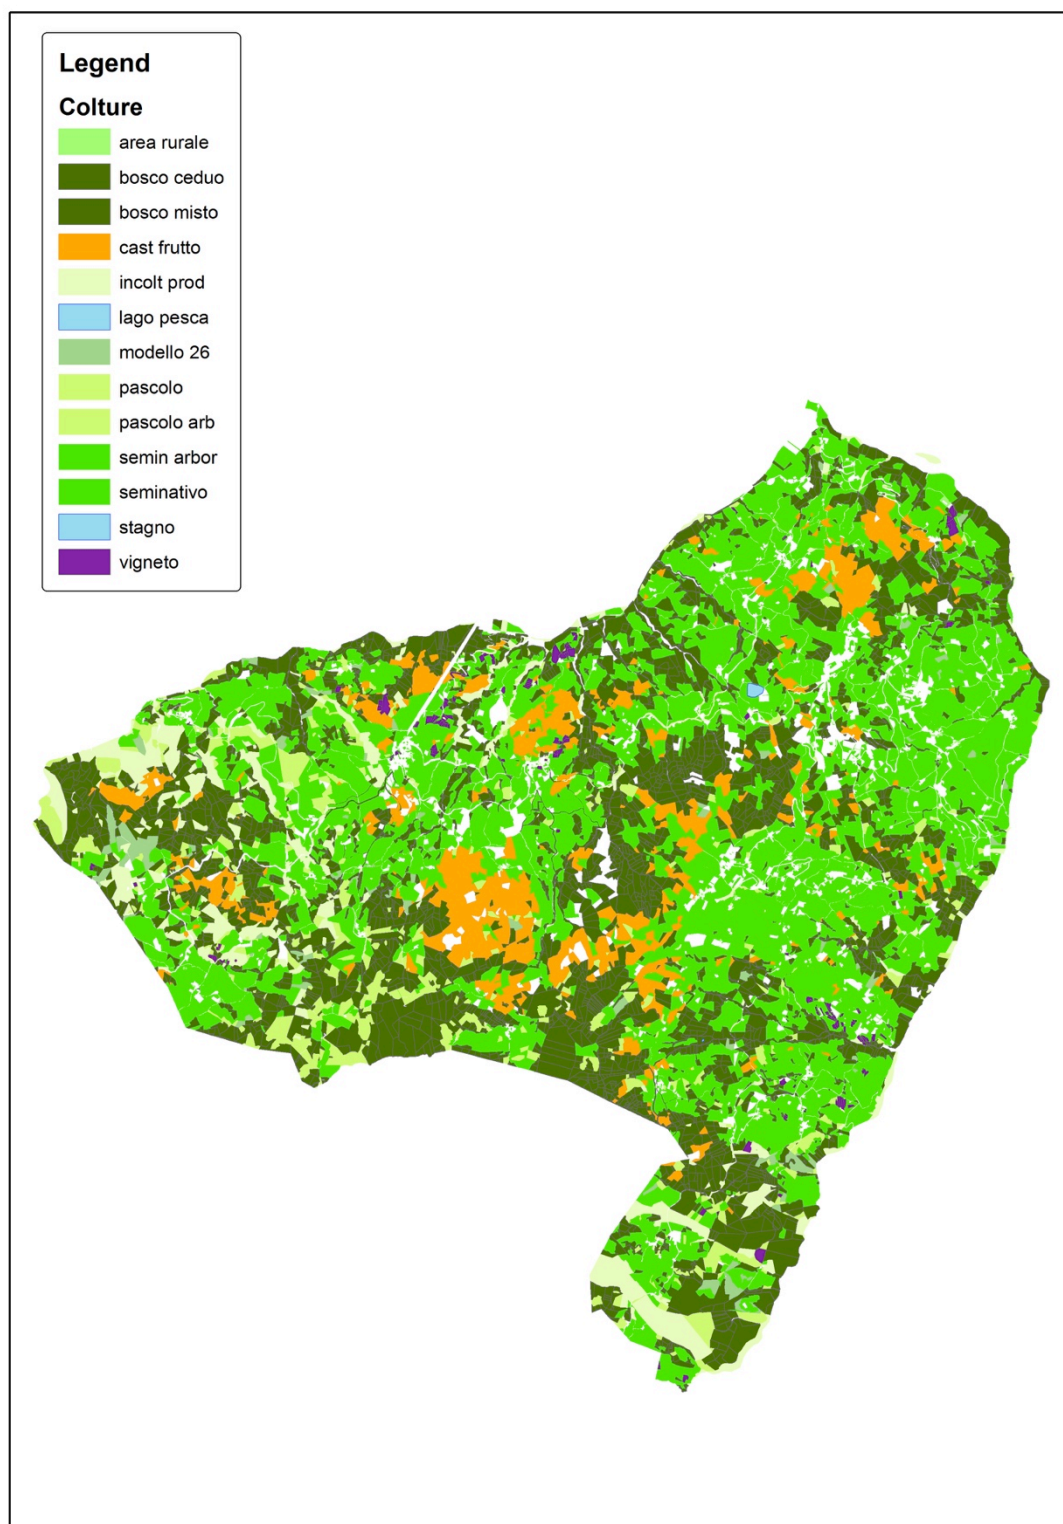 Legend
Colture
area rurale
bosco ceduo
bosco misto
cast frutto
incolt prod
lago pesca
modello 26
pascolo
pascolo arb
semin arbor
seminativo
stagno
vigneto